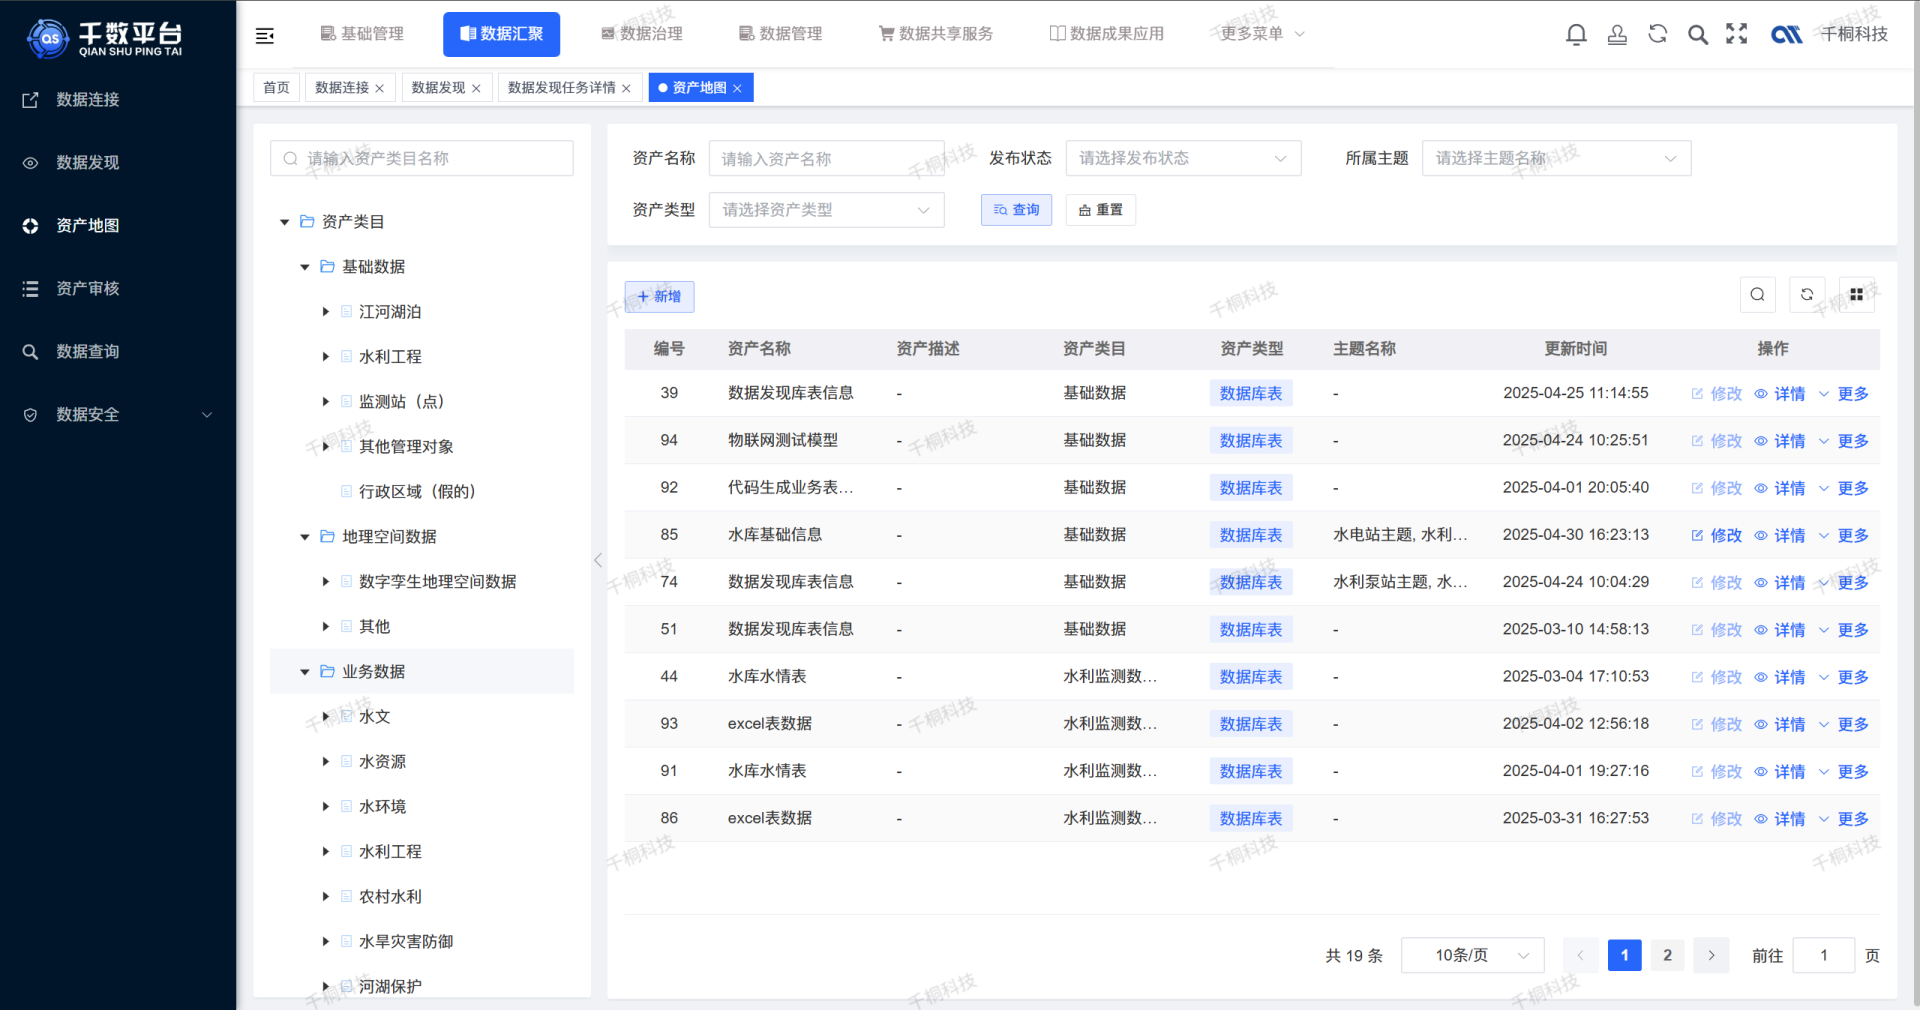 千数平台
QIAN SHU PING TAI
基础管理 数据汇聚 数据治理 数据管理 数据共享服务 数据成果应用 更多菜单 千桐科技
首页 数据连接 数据发现 数据发现任务详情 资产地图
数据连接
数据发现
资产地图
资产审核
数据查询
数据安全
请输入资产类目名称
资产类目
基础数据
江河湖泊
水利工程
监测站（点）
其他管理对象
行政区域（假的）
地理空间数据
数字孪生地理空间数据
其他
业务数据
水文
水资源
水环境
水利工程
农村水利
水旱灾害防御
河湖保护
资产名称 请输入资产名称 发布状态 请选择发布状态 所属主题 请选择主题名称
资产类型 请选择资产类型 查询 重置
新增
编号 资产名称 资产描述 资产类目 资产类型 主题名称 更新时间 操作
39 数据发现库表信息 - 基础数据 数据库表 - 2025-04-25 11:14:55 修改 详情 更多
94 物联网测试模型 - 基础数据 数据库表 - 2025-04-24 10:25:51 修改 详情 更多
92 代码生成业务表… - 基础数据 数据库表 - 2025-04-01 20:05:40 修改 详情 更多
85 水库基础信息 - 基础数据 数据库表 水电站主题, 水利… 2025-04-30 16:23:13 修改 详情 更多
74 数据发现库表信息 - 基础数据 数据库表 水利泵站主题, 水… 2025-04-24 10:04:29 修改 详情 更多
51 数据发现库表信息 - 基础数据 数据库表 - 2025-03-10 14:58:13 修改 详情 更多
44 水库水情表 - 水利监测数… 数据库表 - 2025-03-04 17:10:53 修改 详情 更多
93 excel表数据 - 水利监测数… 数据库表 - 2025-04-02 12:56:18 修改 详情 更多
91 水库水情表 - 水利监测数… 数据库表 - 2025-04-01 19:27:16 修改 详情 更多
86 excel表数据 - 水利监测数… 数据库表 - 2025-03-31 16:27:53 修改 详情 更多
共 19 条 10条/页 1 2 前往 1 页